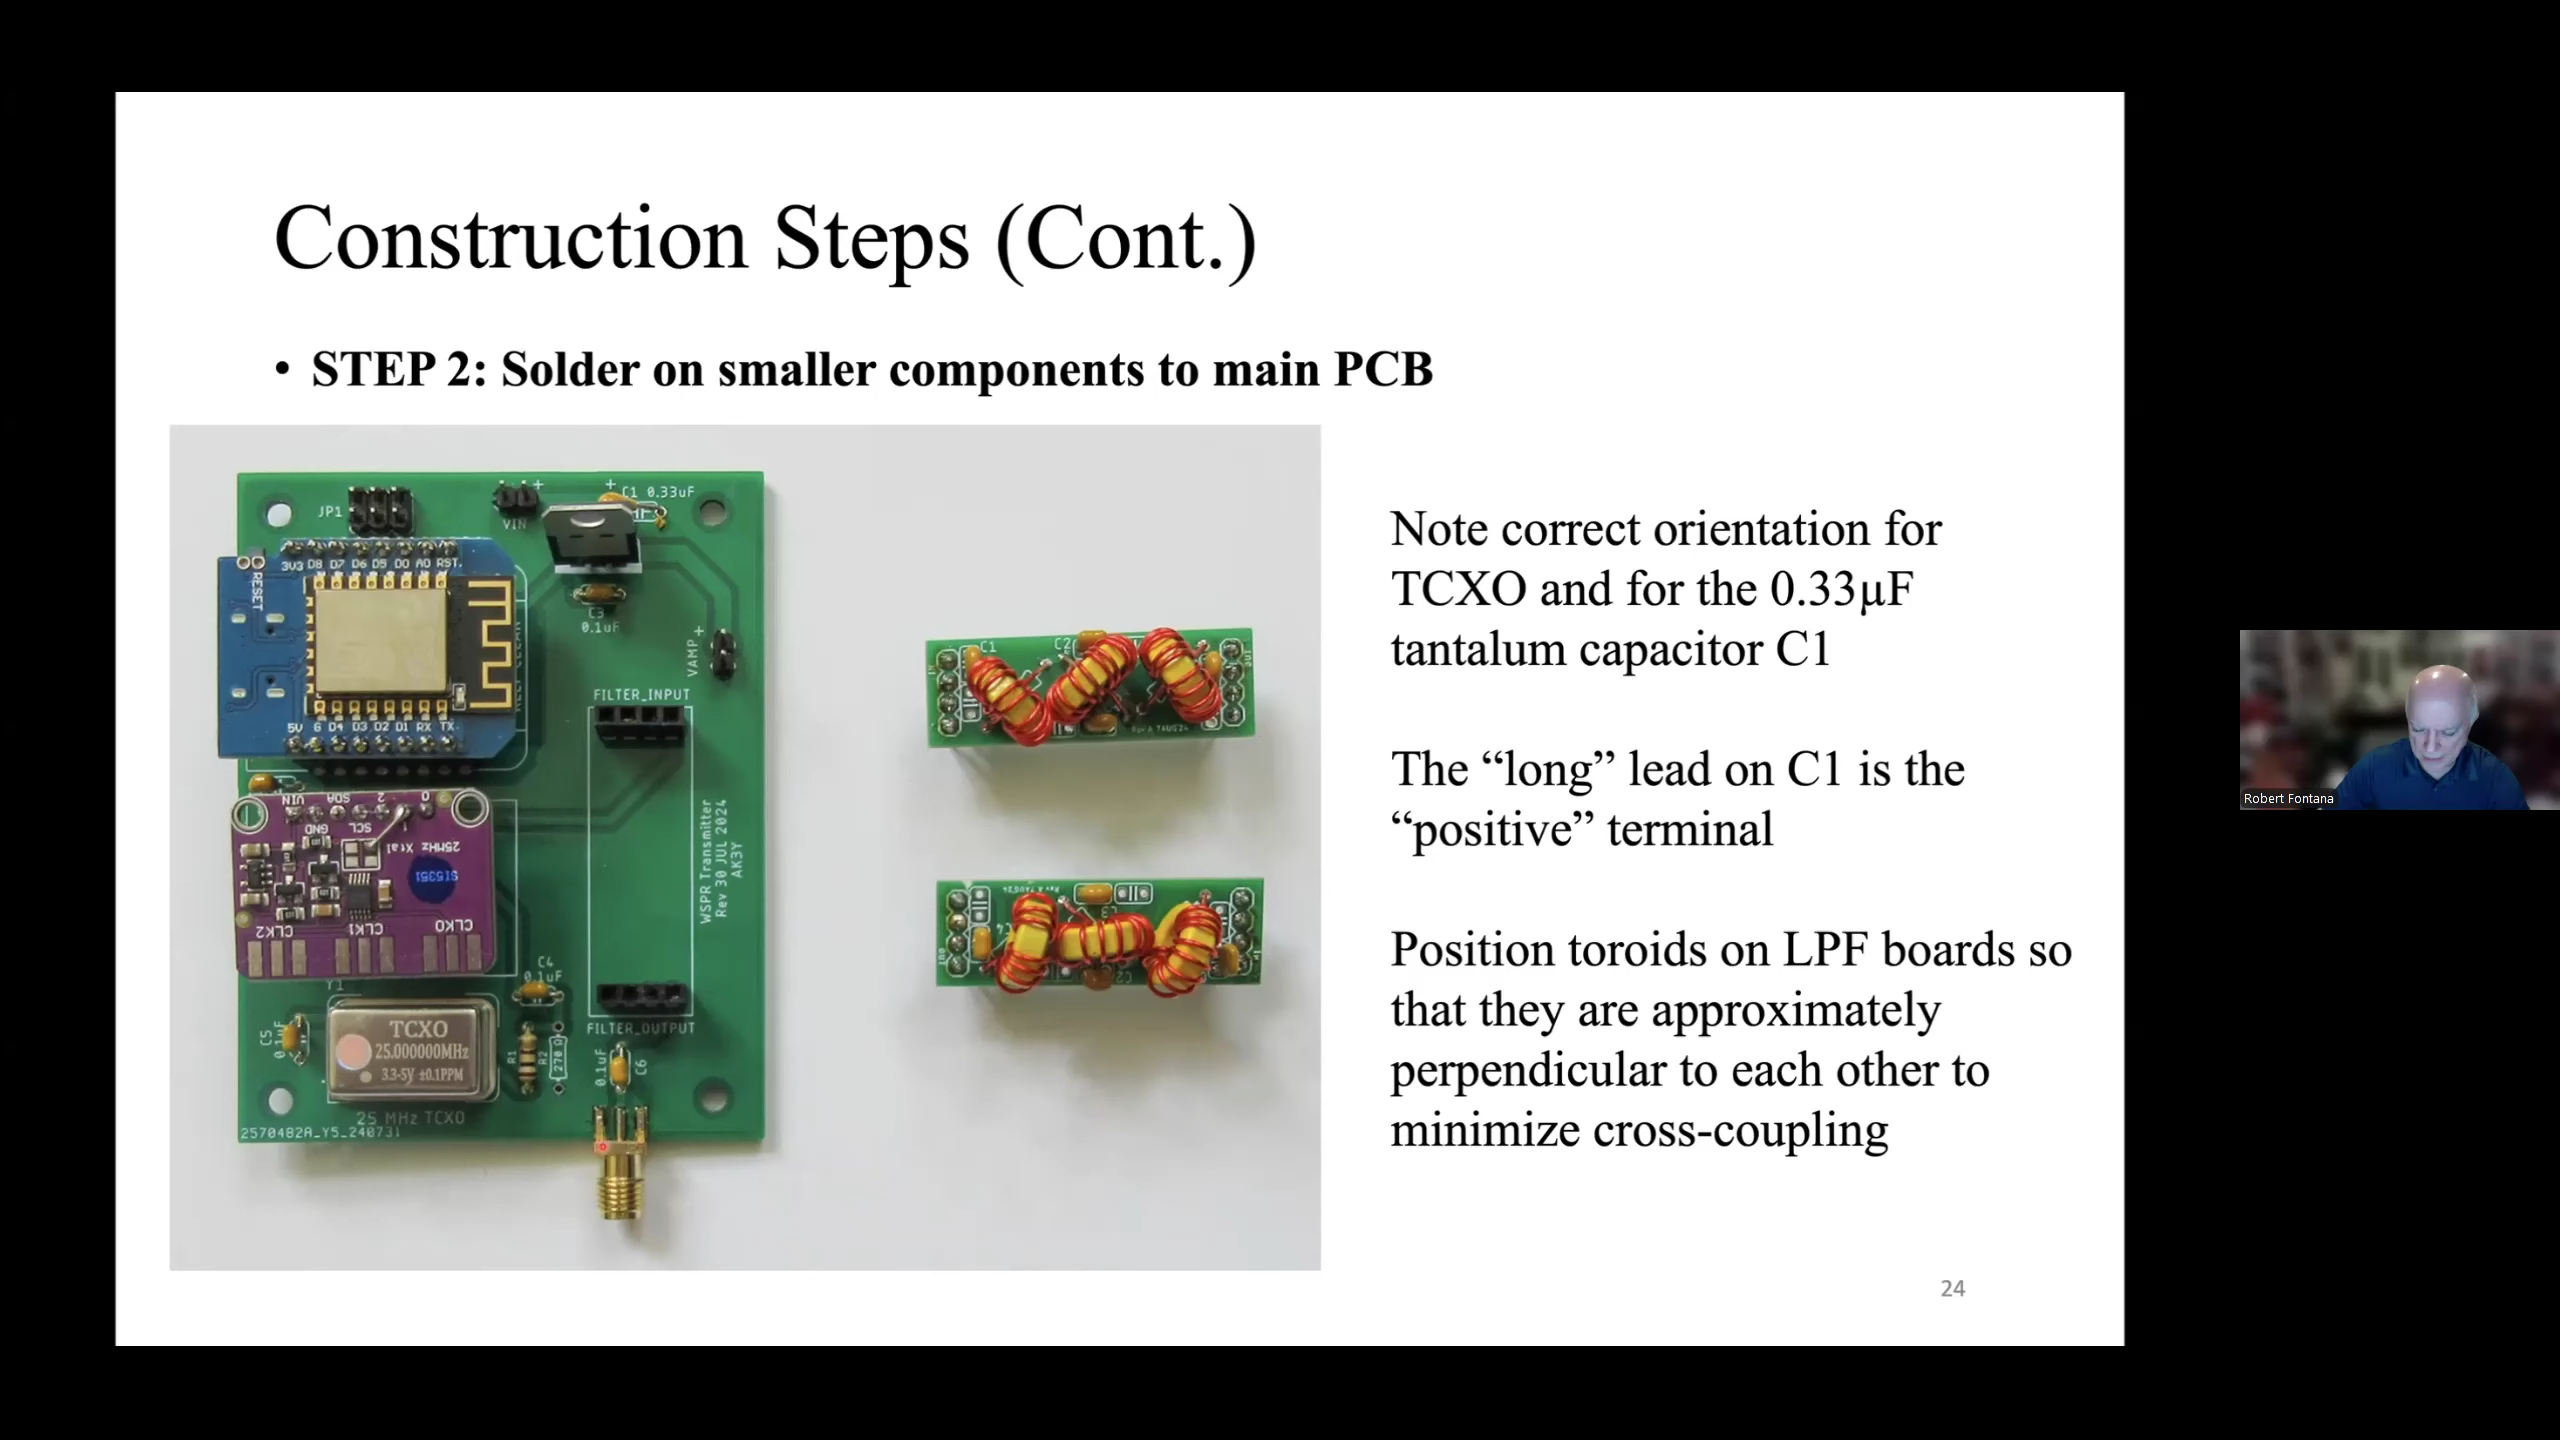 Construction Steps (Cont.)
• STEP 2: Solder on smaller components to main PCB
C1 0.33uF
JP1
VIN
+
+
3V3 D8 D7 D6 D5 D0 A0 RST
RESET
C3
0.1uF
VAMP
+
5V G D4 D3 D2 D1 RX TX
FILTER_INPUT
VIN
GND
SDA
SCL
2
1
0
25MHz Xtal
SI5351
CLK2
CLK1
CLK0
WSPR Transmitter
Rev 30 JUL 2024
AK3Y
Y1
C4
0.1uF
C5
0.1uF
TCXO
25.000000MHz
3.3-5V ±0.1PPM
25 MHz TCXO
R1
R2
270 Ω
FILTER_OUTPUT
0.1uF
C6
2570482A_Y5_240731
C1
C2
Note correct orientation for
TCXO and for the 0.33µF
tantalum capacitor C1
The “long” lead on C1 is the
“positive” terminal
Position toroids on LPF boards so
that they are approximately
perpendicular to each other to
minimize cross-coupling
24
Robert Fontana